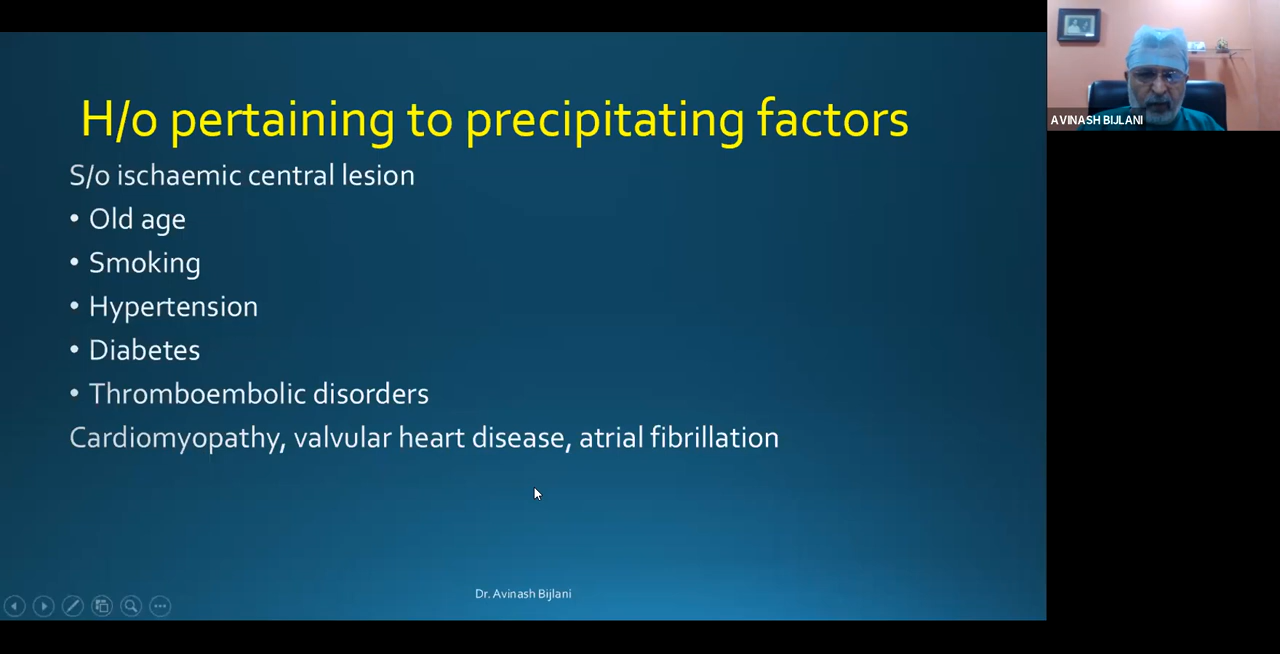 H/o pertaining to precipitating factors
S/o ischaemic central lesion
• Old age
• Smoking
• Hypertension
• Diabetes
• Thromboembolic disorders
Cardiomyopathy, valvular heart disease, atrial fibrillation
Dr. Avinash Bijlani
AVINASH BIJLANI